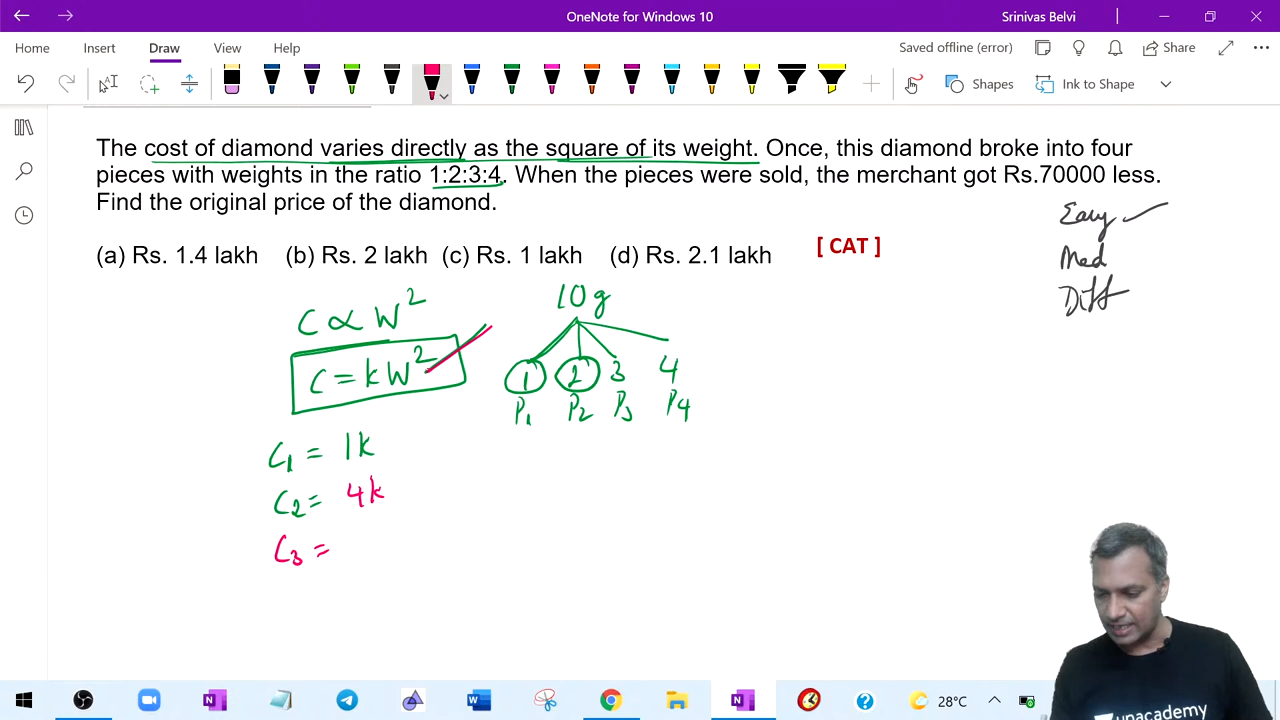 OneNote for Windows 10
Srinivas Belvi
Home Insert Draw View Help
Saved offline (error)
Share
Shapes
Ink to Shape
The cost of diamond varies directly as the square of its weight. Once, this diamond broke into four
pieces with weights in the ratio 1:2:3:4. When the pieces were sold, the merchant got Rs.70000 less.
Find the original price of the diamond.
Easy
Med
Diff
(a) Rs. 1.4 lakh (b) Rs. 2 lakh (c) Rs. 1 lakh (d) Rs. 2.1 lakh [ CAT ]
C ∝ W²
10g
C = kW²
1 2 3 4
P₁ P₂ P₃ P₄
C₁ = 1k
C₂ = 4k
C₃ =
28°C
unacademy